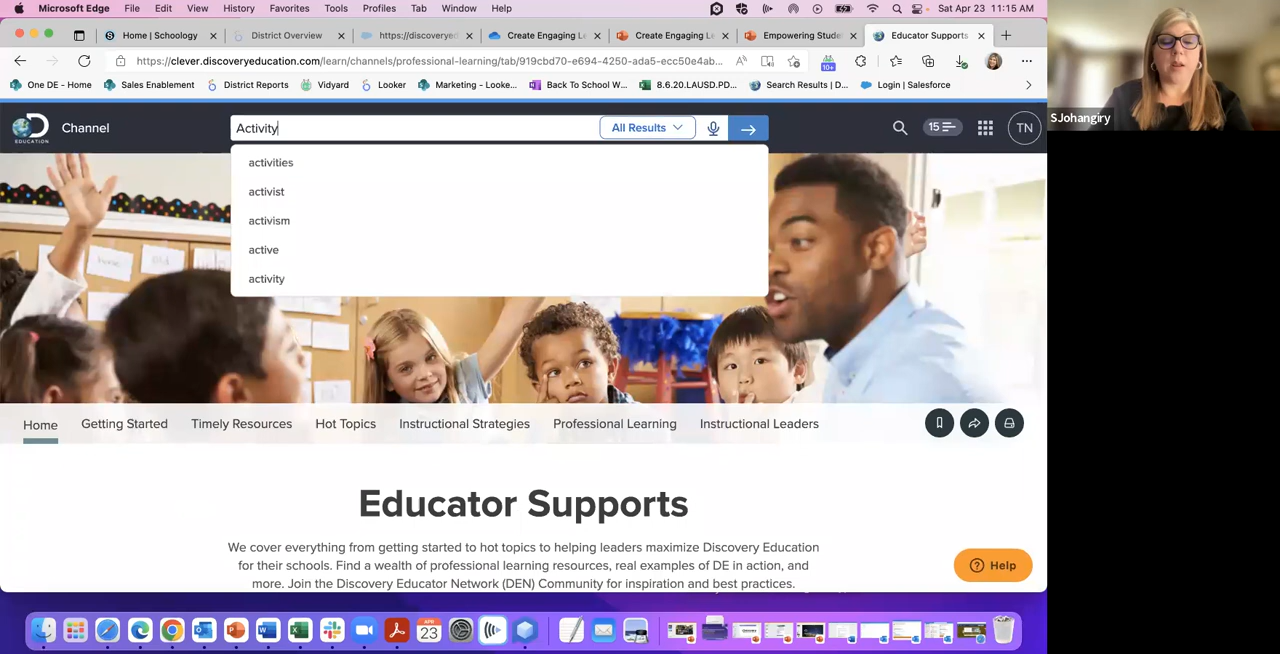 Microsoft Edge File Edit View History Favorites Tools Profiles Tab Window Help Sat Apr 23 11:15 AM
Home | Schoology District Overview https://discoveryed Create Engaging Le Create Engaging Le Empowering Stude Educator Supports
https://clever.discoveryeducation.com/learn/channels/professional-learning/tab/919cbd70-e694-4250-ada5-ecc50e4ab... 10+
One DE - Home Sales Enablement District Reports Vidyard Looker Marketing - Looke... Back To School W... 8.6.20.LAUSD.PD... Search Results | D... Login | Salesforce
EDUCATION Channel Activity All Results 15 TN
activities
activist
activism
active
activity
Home Getting Started Timely Resources Hot Topics Instructional Strategies Professional Learning Instructional Leaders
Educator Supports
We cover everything from getting started to hot topics to helping leaders maximize Discovery Education
for their schools. Find a wealth of professional learning resources, real examples of DE in action, and
more. Join the Discovery Educator Network (DEN) Community for inspiration and best practices.
Help
SJohangiry
APR
23